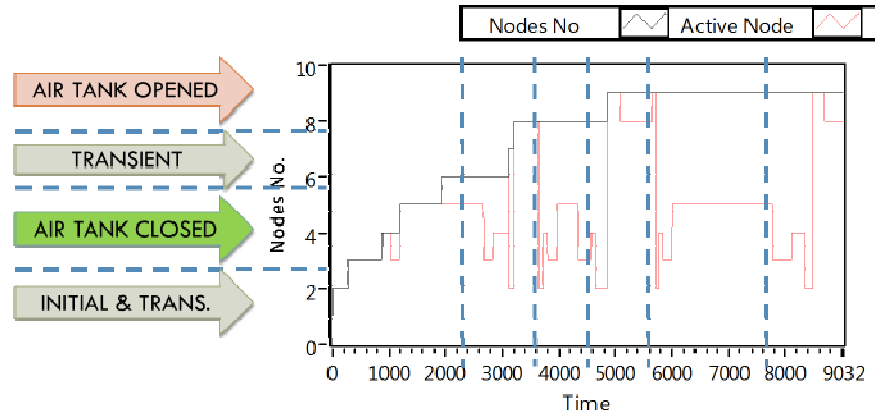 Nodes No Active Node
AIR TANK OPENED
TRANSIENT
AIR TANK CLOSED
INITIAL & TRANS.
Nodes No.
10
8
6
4
2
0
0 1000 2000 3000 4000 5000 6000 7000 8000 9032
Time